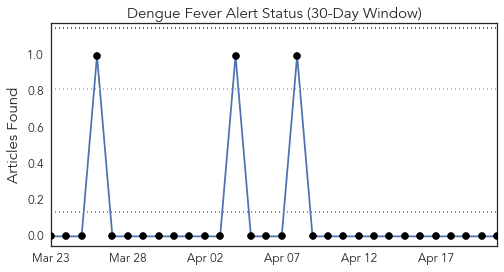 Dengue Fever Alert Status (30-Day Window)
Articles Found
1.0
0.8
0.6
0.4
0.2
0.0
Mar 23 Mar 28 Apr 02 Apr 07 Apr 12 Apr 17